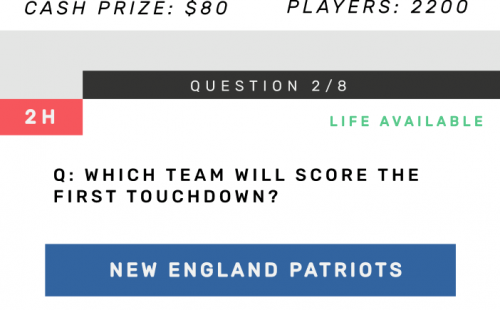 CASH PRIZE: $80 PLAYERS: 2200
QUESTION 2/8
2H
LIFE AVAILABLE
Q: WHICH TEAM WILL SCORE THE
FIRST TOUCHDOWN?
NEW ENGLAND PATRIOTS